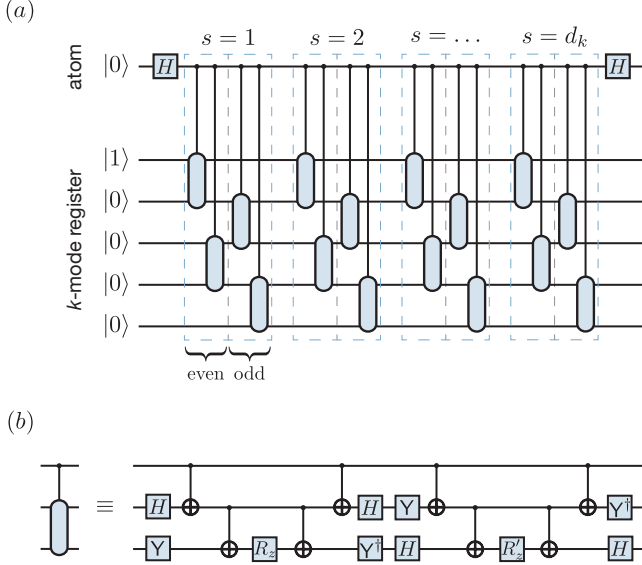 (a)
s = 1 s = 2 s = ... s = d_k
atom
|0⟩ H H
k-mode register
|1⟩
|0⟩
|0⟩
|0⟩
|0⟩
even odd
(b)
≡
H H Y Y†
Y R_z Y† H R'_z H